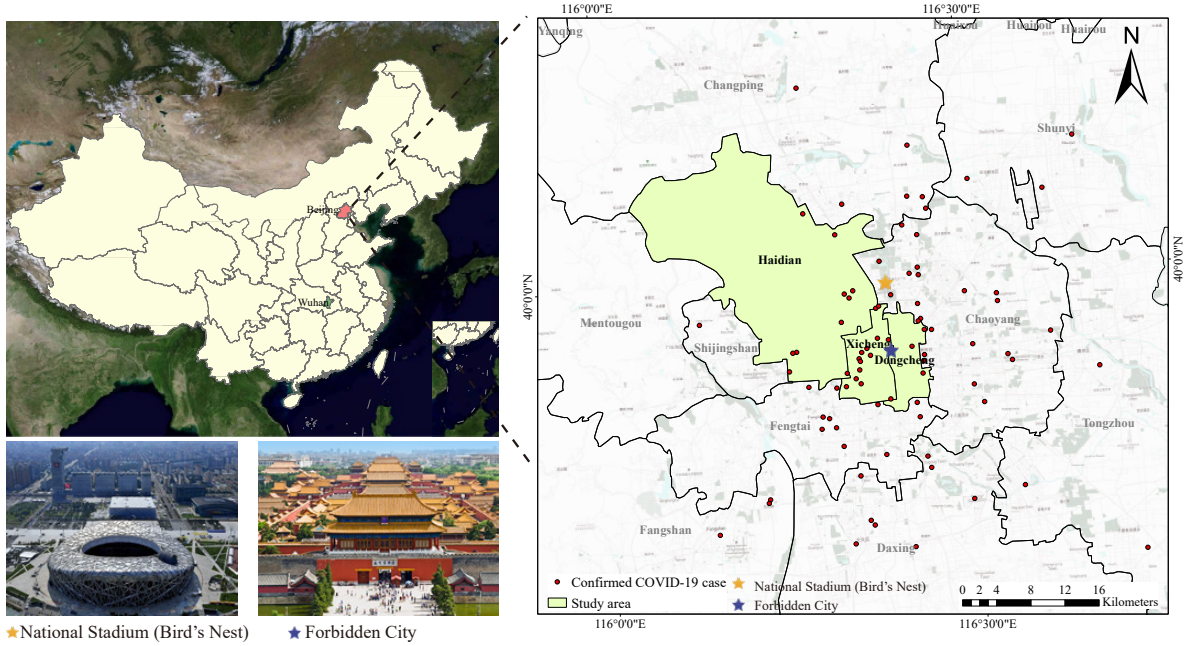 116°0'0"E
116°30'0"E
Yanqing
Huairou
Huairou
Huairou
N
Changping
Shunyi
Beijing
Haidian
40°0'0"N
40°0'0"N
Wuhan
Mentougou
Chaoyang
Shijingshan
Xicheng
Dongcheng
Fengtai
Tongzhou
Fangshan
Daxing
Confirmed COVID-19 case
National Stadium (Bird's Nest)
Study area
Forbidden City
0 2 4 8 12 16
Kilometers
116°0'0"E
116°30'0"E
National Stadium (Bird's Nest)
Forbidden City